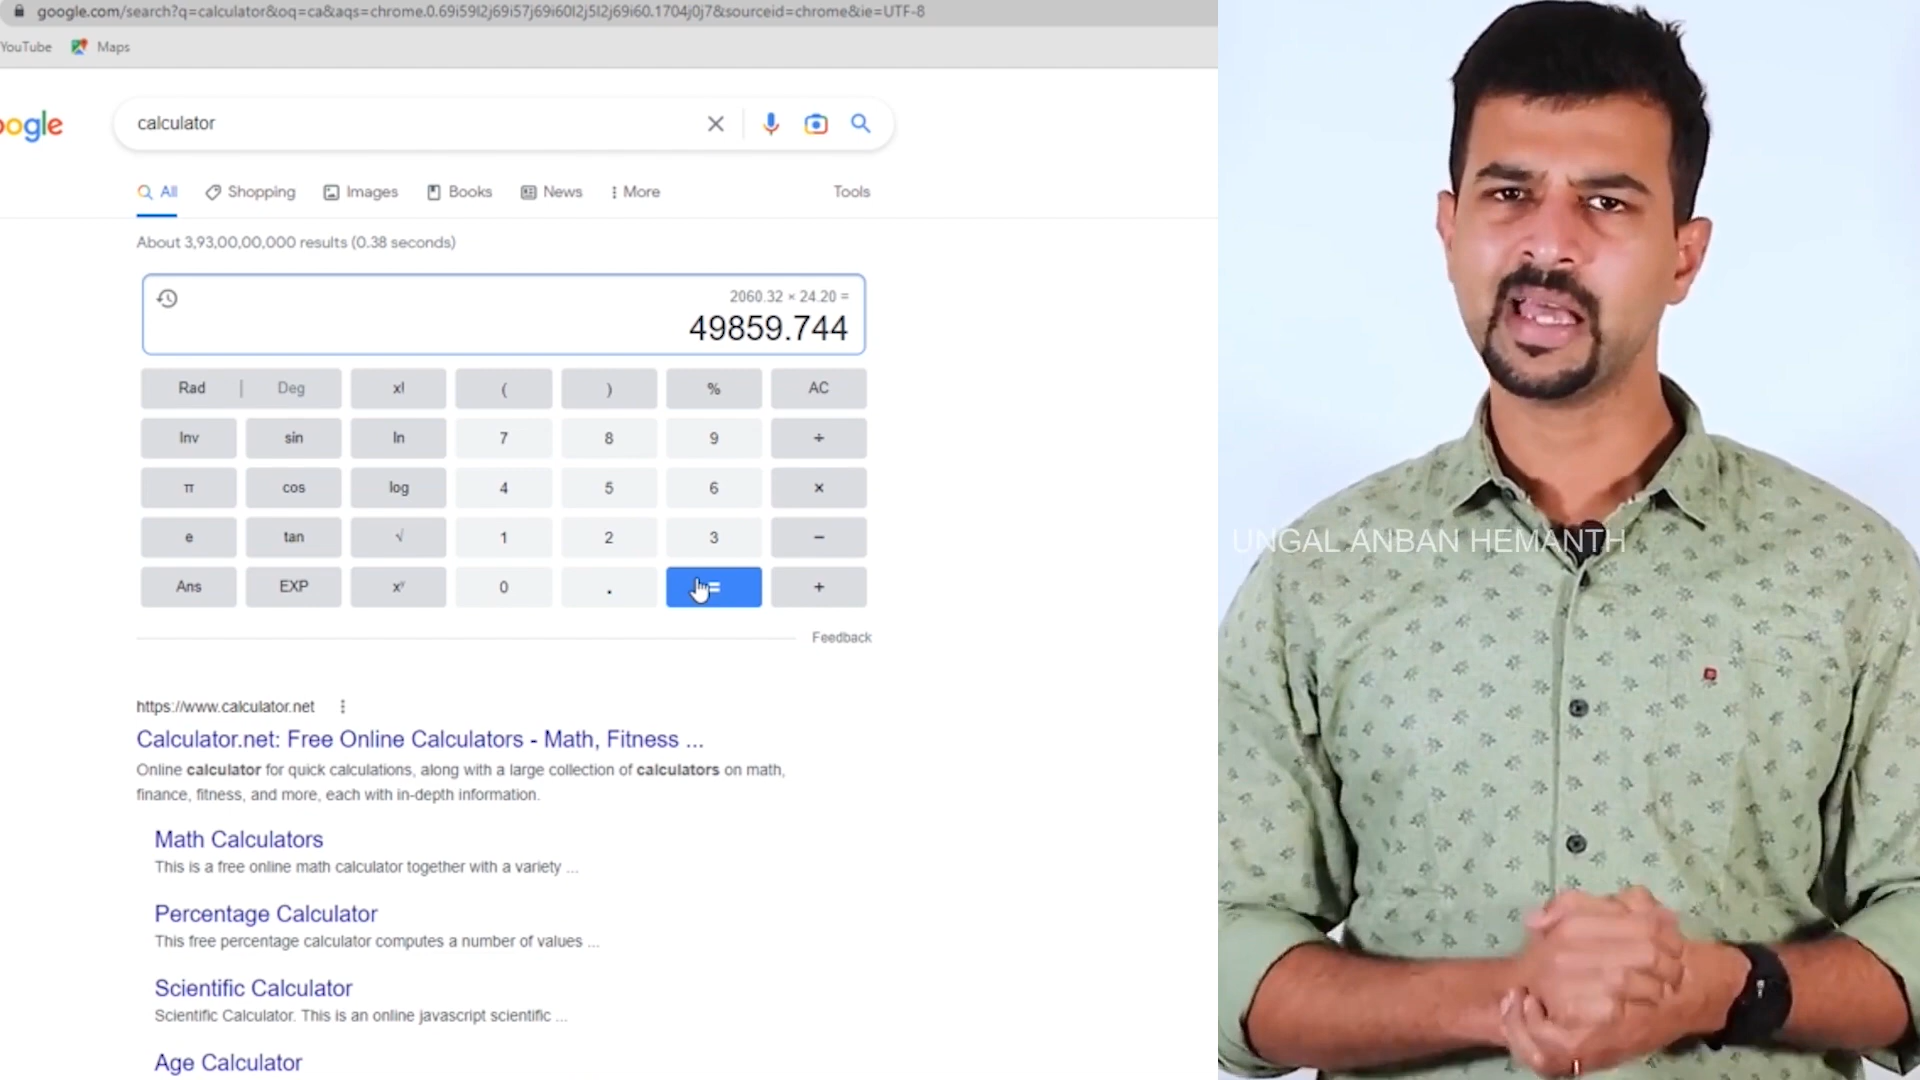 google.com/search?q=calculator&oq=ca&aqs=chrome.0.69i59l2j69i57j69i60l2j5l2j69i60.1704j0j7&sourceid=chrome&ie=UTF-8
YouTube Maps
oogle
calculator
All Shopping Images Books News More Tools
About 3,93,00,00,000 results (0.38 seconds)
2060.32 × 24.20 =
49859.744
Rad | Deg x! ( ) % AC
Inv sin ln 7 8 9 ÷
π cos log 4 5 6 ×
e tan √ 1 2 3 −
Ans EXP xʸ 0 . = +
Feedback
https://www.calculator.net
Calculator.net: Free Online Calculators - Math, Fitness ...
Online calculator for quick calculations, along with a large collection of calculators on math,
finance, fitness, and more, each with in-depth information.
Math Calculators
This is a free online math calculator together with a variety ...
Percentage Calculator
This free percentage calculator computes a number of values ...
Scientific Calculator
Scientific Calculator. This is an online javascript scientific ...
Age Calculator
UNGAL ANBAN HEMANTH